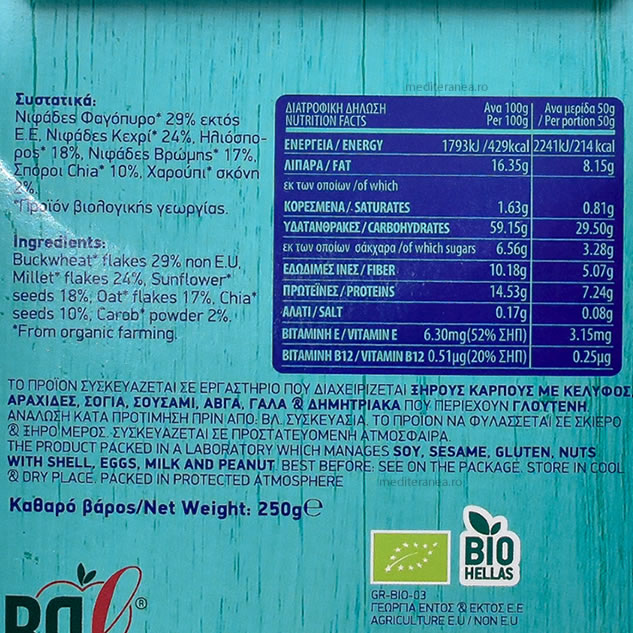 mediteranea.ro
Συστατικά:
Νιφάδες Φαγόπυρο* 29% εκτός
Ε.Ε, Νιφάδες Κεχρί* 24%, Ηλιόσπο-
ρος* 18%, Νιφάδες Βρώμης* 17%,
Σπόροι Chia* 10%, Χαρούπι* σκόνη
2%.
*Προϊόν βιολογικής γεωργίας.
Ingredients:
Buckwheat* flakes 29% non E.U,
Millet* flakes 24%, Sunflower*
seeds 18%, Oat* flakes 17%, Chia*
seeds 10%, Carob* powder 2%.
*From organic farming.
ΔΙΑΤΡΟΦΙΚΗ ΔΗΛΩΣΗ Ανα 100g Ανα μερίδα 50g
NUTRITION FACTS Per 100g / Per portion 50g
ΕΝΕΡΓΕΙΑ / ENERGY 1793kJ /429kcal 2241kJ/214 kcal
ΛΙΠΑΡΑ / FAT 16.35g 8.15g
εκ των οποίων /of which
ΚΟΡΕΣΜΕΝΑ / SATURATES 1.63g 0.81g
ΥΔΑΤΑΝΘΡΑΚΕΣ / CARBOHYDRATES 59.15g 29.50g
εκ των οποίων σάκχαρα /of which sugars 6.56g 3.28g
ΕΔΩΔΙΜΕΣ ΙΝΕΣ / FIBER 10.18g 5.07g
ΠΡΩΤΕΪΝΕΣ / PROTEINS 14.53g 7.24g
ΑΛΑΤΙ / SALT 0.17g 0.08g
ΒΙΤΑΜΙΝΗ Ε / VITAMIN E 6.30mg(52% ΣΗΠ) 3.15mg
ΒΙΤΑΜΙΝΗ Β12 / VITAMIN B12 0.51μg(20% ΣΗΠ) 0.25μg
ΤΟ ΠΡΟΪΟΝ ΣΥΣΚΕΥΑΖΕΤΑΙ ΣΕ ΕΡΓΑΣΤΗΡΙΟ ΠΟΥ ΔΙΑΧΕΙΡΙΖΕΤΑΙ ΞΗΡΟΥΣ ΚΑΡΠΟΥΣ ΜΕ ΚΕΛΥΦΟΣ
ΑΡΑΧΙΔΕΣ, ΣΟΓΙΑ, ΣΟΥΣΑΜΙ, ΑΒΓΑ, ΓΑΛΑ & ΔΗΜΗΤΡΙΑΚΑ ΠΟΥ ΠΕΡΙΕΧΟΥΝ ΓΛΟΥΤΕΝΗ.
ΑΝΑΛΩΣΗ ΚΑΤΑ ΠΡΟΤΙΜΗΣΗ ΠΡΙΝ ΑΠΟ: ΒΛ. ΣΥΣΚΕΥΑΣΙΑ. ΤΟ ΠΡΟΪΟΝ ΝΑ ΦΥΛΑΣΣΕΤΑΙ ΣΕ ΣΚΙΕΡΟ
& ΞΗΡΟ ΜΕΡΟΣ. ΣΥΣΚΕΥΑΖΕΤΑΙ ΣΕ ΠΡΟΣΤΑΤΕΥΟΜΕΝΗ ΑΤΜΟΣΦΑΙΡΑ.
THE PRODUCT PACKED IN A LABORATORY WHICH MANAGES SOY, SESAME, GLUTEN, NUTS
WITH SHELL, EGGS, MILK AND PEANUT. BEST BEFORE: SEE ON THE PACKAGE. STORE IN COOL
& DRY PLACE. PACKED IN PROTECTED ATMOSPHERE
mediteranea.ro
Καθαρό βάρος/Net Weight: 250g℮
BIO
HELLAS
®
GR-BIO-03
ΓΕΩΡΓΙΑ ΕΝΤΟΣ & ΕΚΤΟΣ Ε.Ε
AGRICULTURE E.U / NON E.U